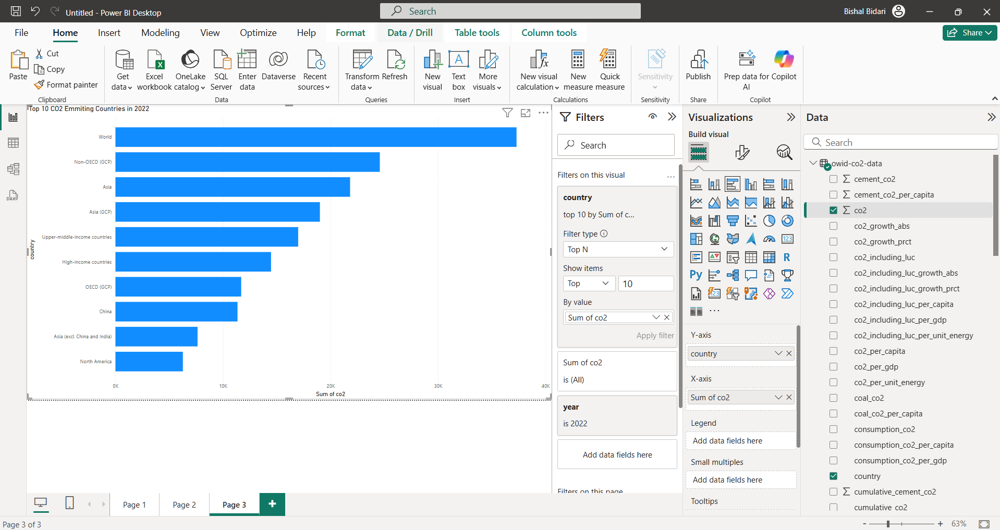 Untitled - Power BI Desktop
Search
Bishal Bidari
File Home Insert Modeling View Optimize Help Format Data / Drill Table tools Column tools
Share
Paste
Cut
Copy
Format painter
Clipboard
Get data
Excel workbook
OneLake catalog
SQL Server
Enter data
Dataverse
Recent sources
Data
Transform data
Refresh
Queries
New visual
Text box
More visuals
Insert
New visual calculation
New measure
Quick measure
Calculations
Sensitivity
Sensitivity
Publish
Share
Prep data for AI
Copilot
Copilot
Top 10 CO2 Emmiting Countries in 2022
country
World
Non-OECD (GCP)
Asia
Asia (GCP)
Upper-middle-income countries
High-income countries
OECD (GCP)
China
Asia (excl. China and India)
North America
0K 10K 20K 30K 40K
Sum of co2
Filters
Search
Filters on this visual
country
top 10 by Sum of c...
Filter type
Top N
Show items
Top 10
By value
Sum of co2
Apply filter
Sum of co2
is (All)
year
is 2022
Add data fields here
Filters on this page
Visualizations
Build visual
123
R
Py
123
Y-axis
country
X-axis
Sum of co2
Legend
Add data fields here
Small multiples
Add data fields here
Tooltips
Data
Search
owid-co2-data
cement_co2
cement_co2_per_capita
co2
co2_growth_abs
co2_growth_prct
co2_including_luc
co2_including_luc_growth_abs
co2_including_luc_growth_prct
co2_including_luc_per_capita
co2_including_luc_per_gdp
co2_including_luc_per_unit_energy
co2_per_capita
co2_per_gdp
co2_per_unit_energy
coal_co2
coal_co2_per_capita
consumption_co2
consumption_co2_per_capita
consumption_co2_per_gdp
country
cumulative_cement_co2
cumulative_co2
DAX
Page 1 Page 2 Page 3
Page 3 of 3
63%